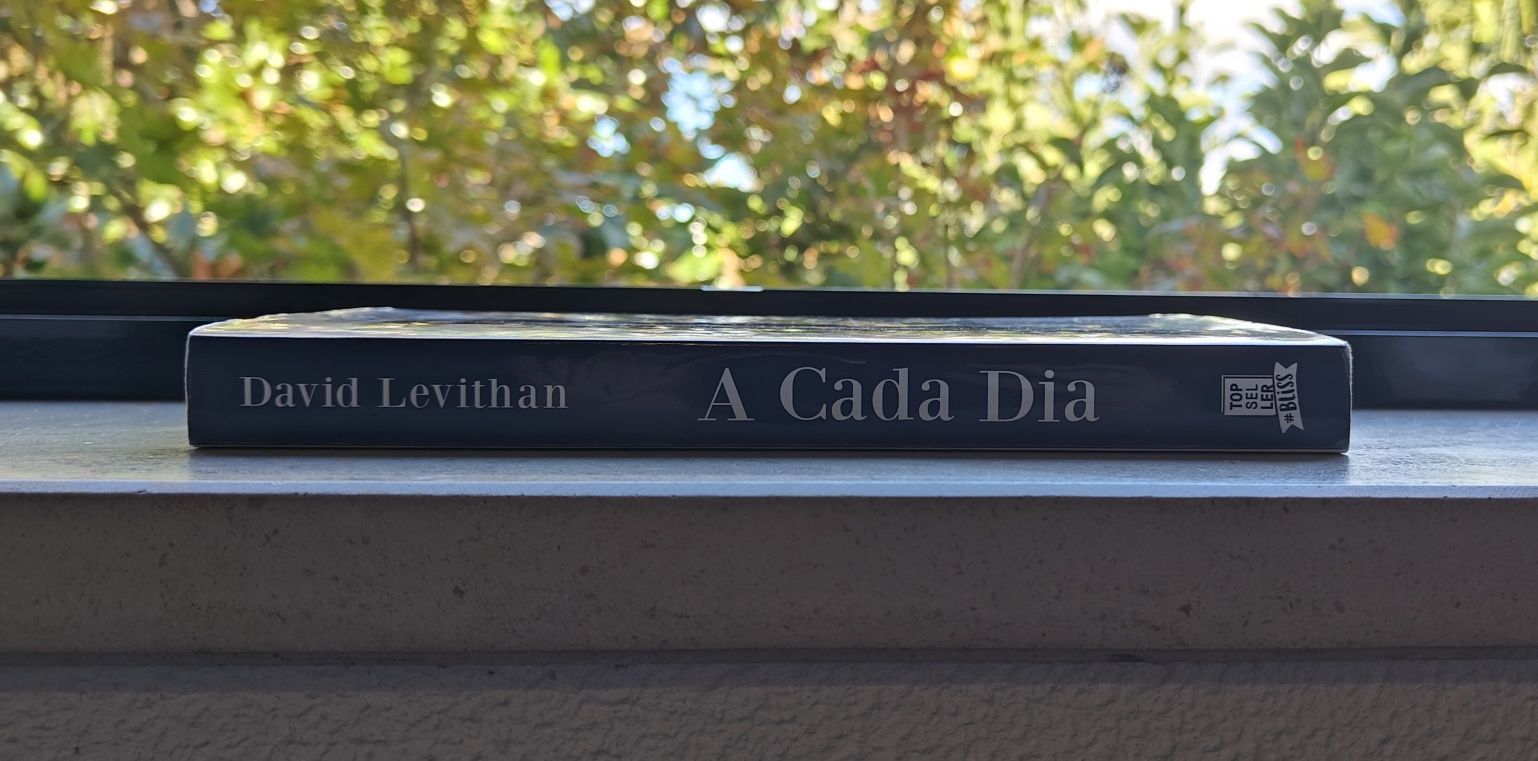 David Levithan
A Cada Dia
TOP
SEL
LER
#BLiSS